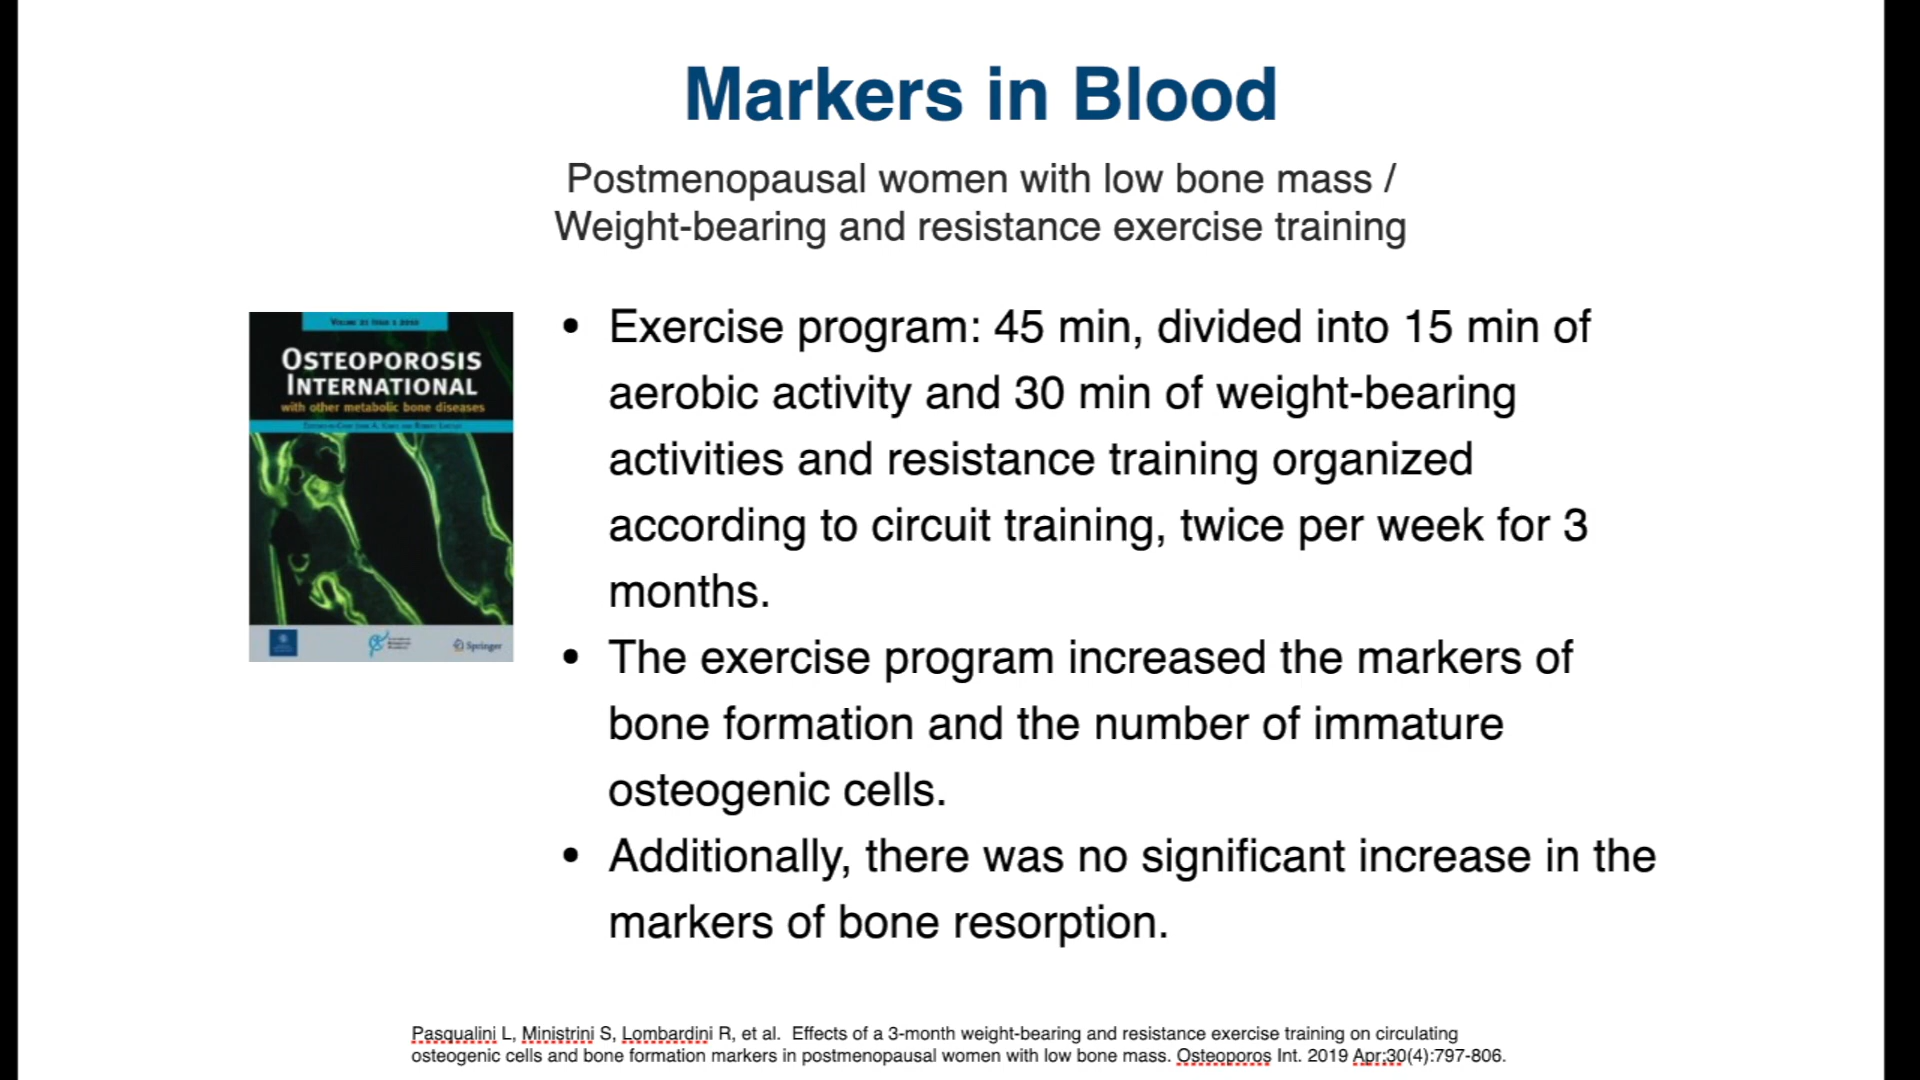 Markers in Blood
Postmenopausal women with low bone mass /
Weight-bearing and resistance exercise training
OSTEOPOROSIS
INTERNATIONAL
with other metabolic bone diseases
Springer
• Exercise program: 45 min, divided into 15 min of
aerobic activity and 30 min of weight-bearing
activities and resistance training organized
according to circuit training, twice per week for 3
months.
• The exercise program increased the markers of
bone formation and the number of immature
osteogenic cells.
• Additionally, there was no significant increase in the
markers of bone resorption.
Pasqualini L, Ministrini S, Lombardini R, et al.  Effects of a 3-month weight-bearing and resistance exercise training on circulating
osteogenic cells and bone formation markers in postmenopausal women with low bone mass. Osteoporos Int. 2019 Apr;30(4):797-806.